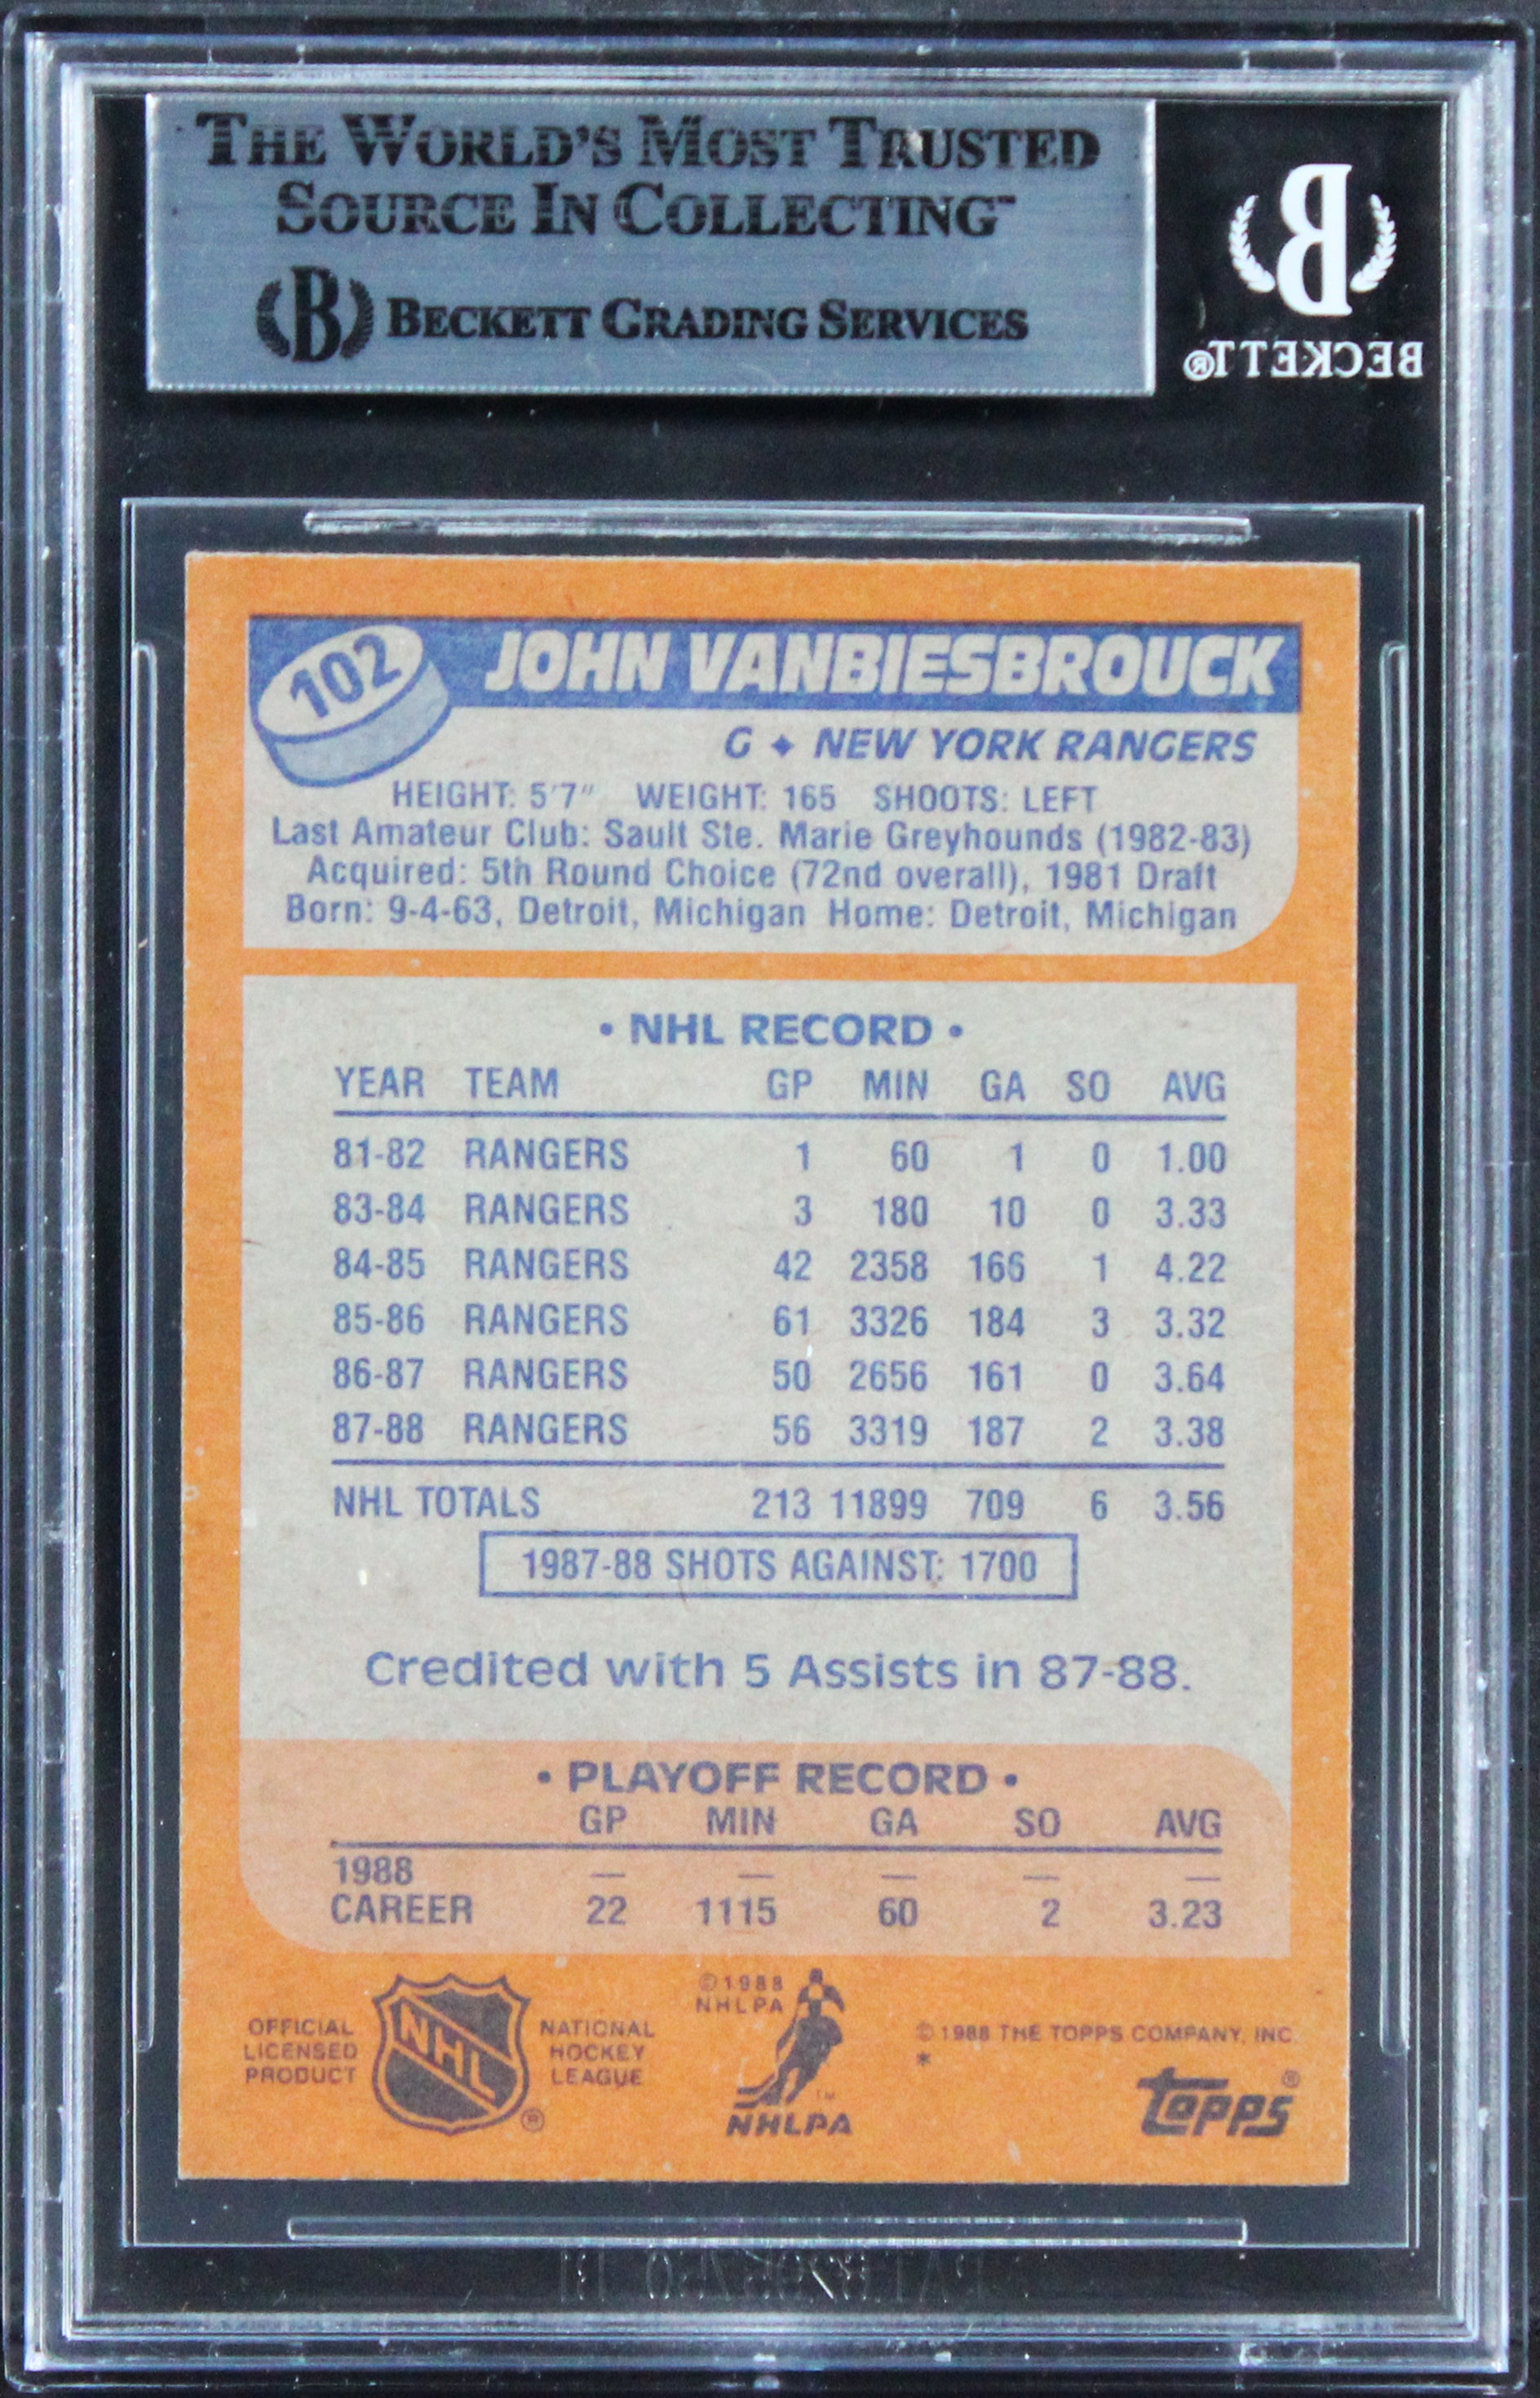 THE WORLD'S MOST TRUSTED
SOURCE IN COLLECTING™
B BECKETT GRADING SERVICES
B
BECKETT®
102 JOHN VANBIESBROUCK
G ♦ NEW YORK RANGERS
HEIGHT: 5'7" WEIGHT: 165 SHOOTS: LEFT
Last Amateur Club: Sault Ste. Marie Greyhounds (1982-83)
Acquired: 5th Round Choice (72nd overall), 1981 Draft
Born: 9-4-63, Detroit, Michigan Home: Detroit, Michigan
• NHL RECORD •
YEAR TEAM GP MIN GA SO AVG
81-82 RANGERS 1 60 1 0 1.00
83-84 RANGERS 3 180 10 0 3.33
84-85 RANGERS 42 2358 166 1 4.22
85-86 RANGERS 61 3326 184 3 3.32
86-87 RANGERS 50 2656 161 0 3.64
87-88 RANGERS 56 3319 187 2 3.38
NHL TOTALS 213 11899 709 6 3.56
1987-88 SHOTS AGAINST: 1700
Credited with 5 Assists in 87-88.
• PLAYOFF RECORD •
GP MIN GA SO AVG
1988 — — — — —
CAREER 22 1115 60 2 3.23
OFFICIAL
LICENSED
PRODUCT
NHL
®
NATIONAL
HOCKEY
LEAGUE
©1988
NHLPA
TM
NHLPA
©1988 THE TOPPS COMPANY, INC.
*
topps®